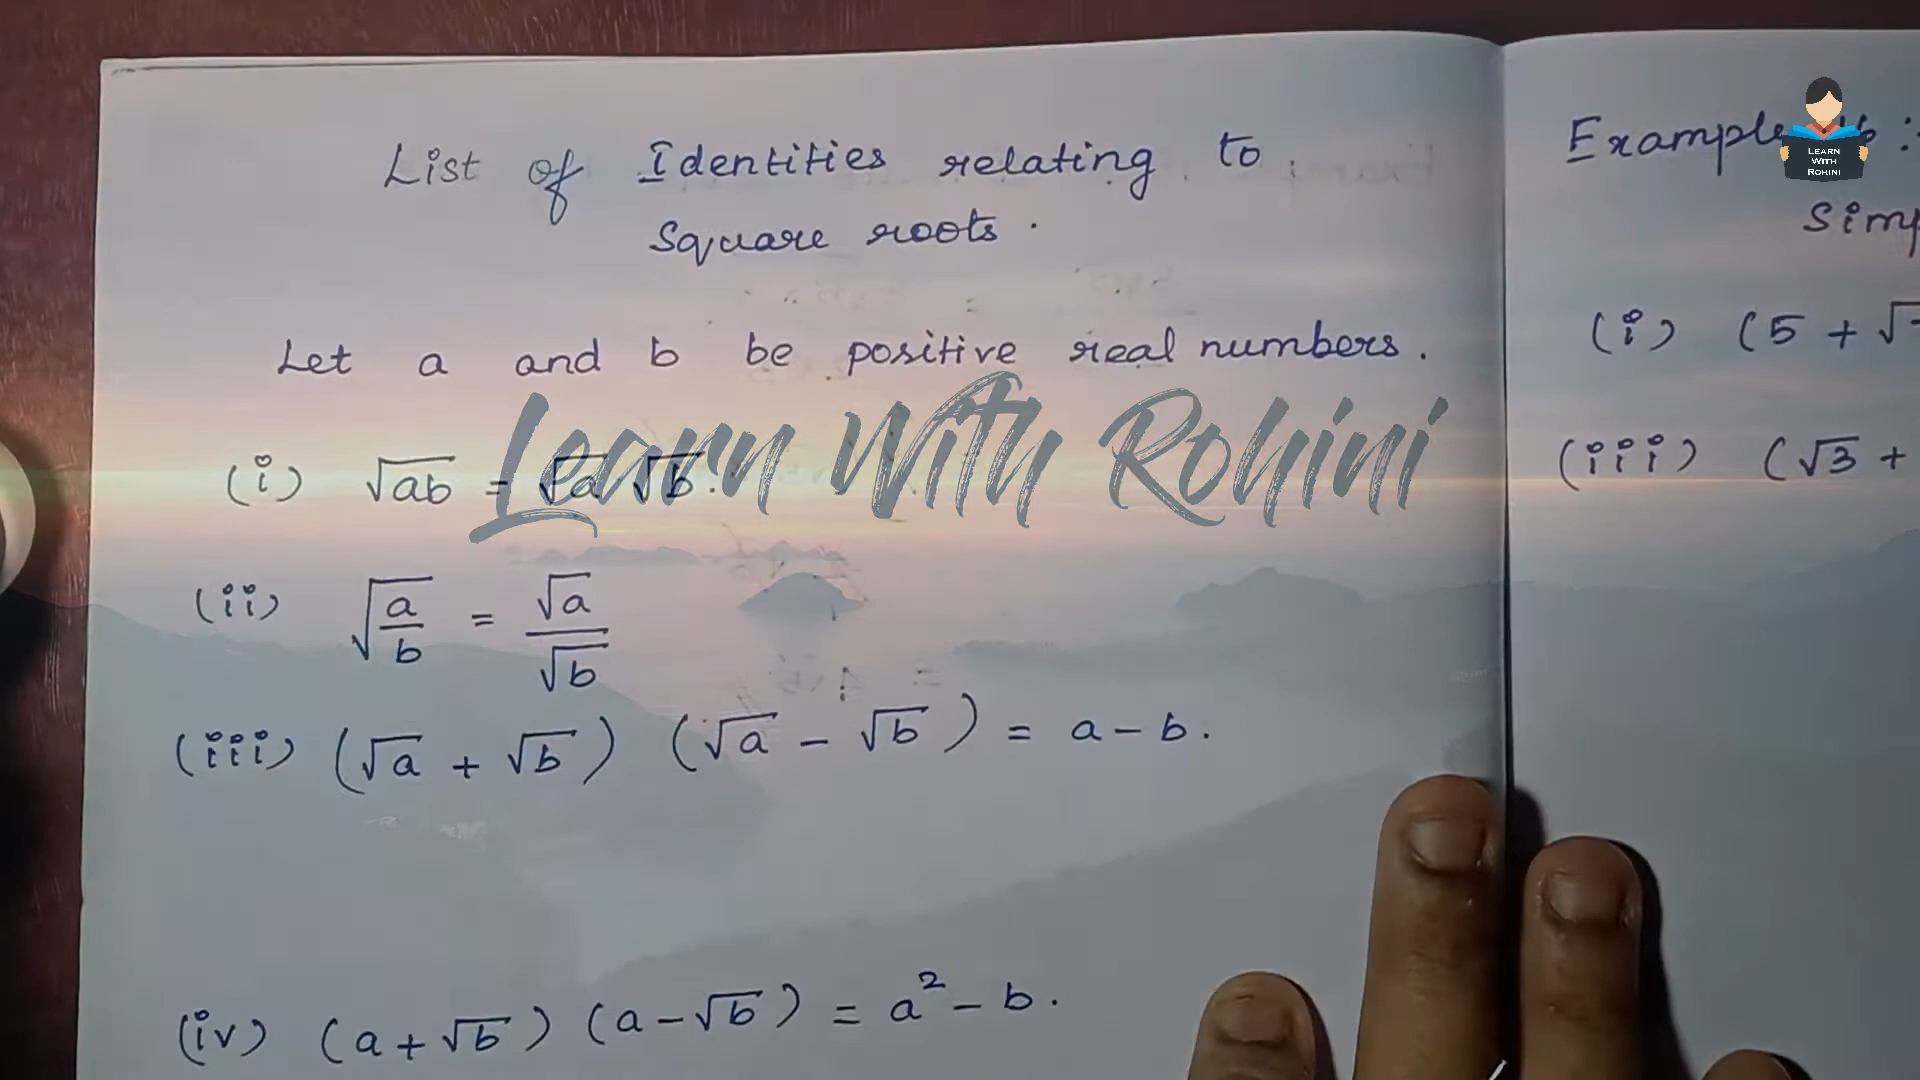 List of Identities relating to
Square roots.
Let a and b be positive real numbers.
(i) √ab = √a √b.
(ii) √(a/b) = √a/√b
(iii) (√a + √b) (√a - √b) = a - b.
(iv) (a + √b) (a - √b) = a² - b.
Example :
(i) (5 + √
(iii) (√3 +
LEARN
WITH
ROHINI
Learn With Rohini